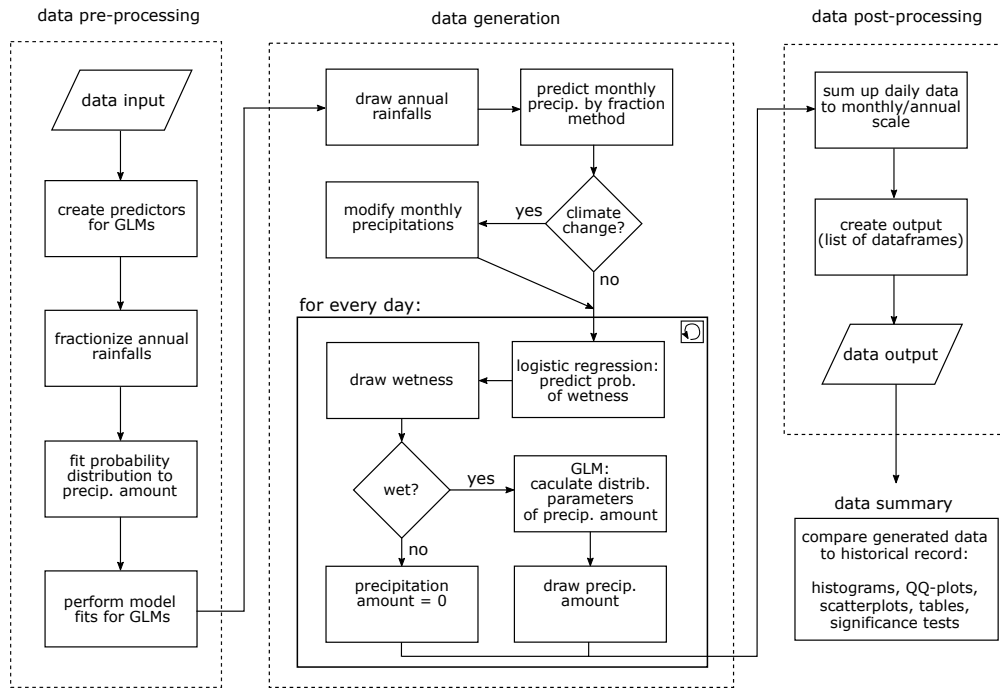 data pre-processing
data input
create predictors
for GLMs
fractionize annual
rainfalls
fit probability
distribution to
precip. amount
perform model
fits for GLMs
data generation
draw annual
rainfalls
predict monthly
precip. by fraction
method
climate
change?
yes
no
modify monthly
precipitations
for every day:
logistic regression:
predict prob.
of wetness
draw wetness
wet?
yes
no
GLM:
caculate distrib.
parameters
of precip. amount
precipitation
amount = 0
draw precip.
amount
data post-processing
sum up daily data
to monthly/annual
scale
create output
(list of dataframes)
data output
data summary
compare generated data
to historical record:
histograms, QQ-plots,
scatterplots, tables,
significance tests